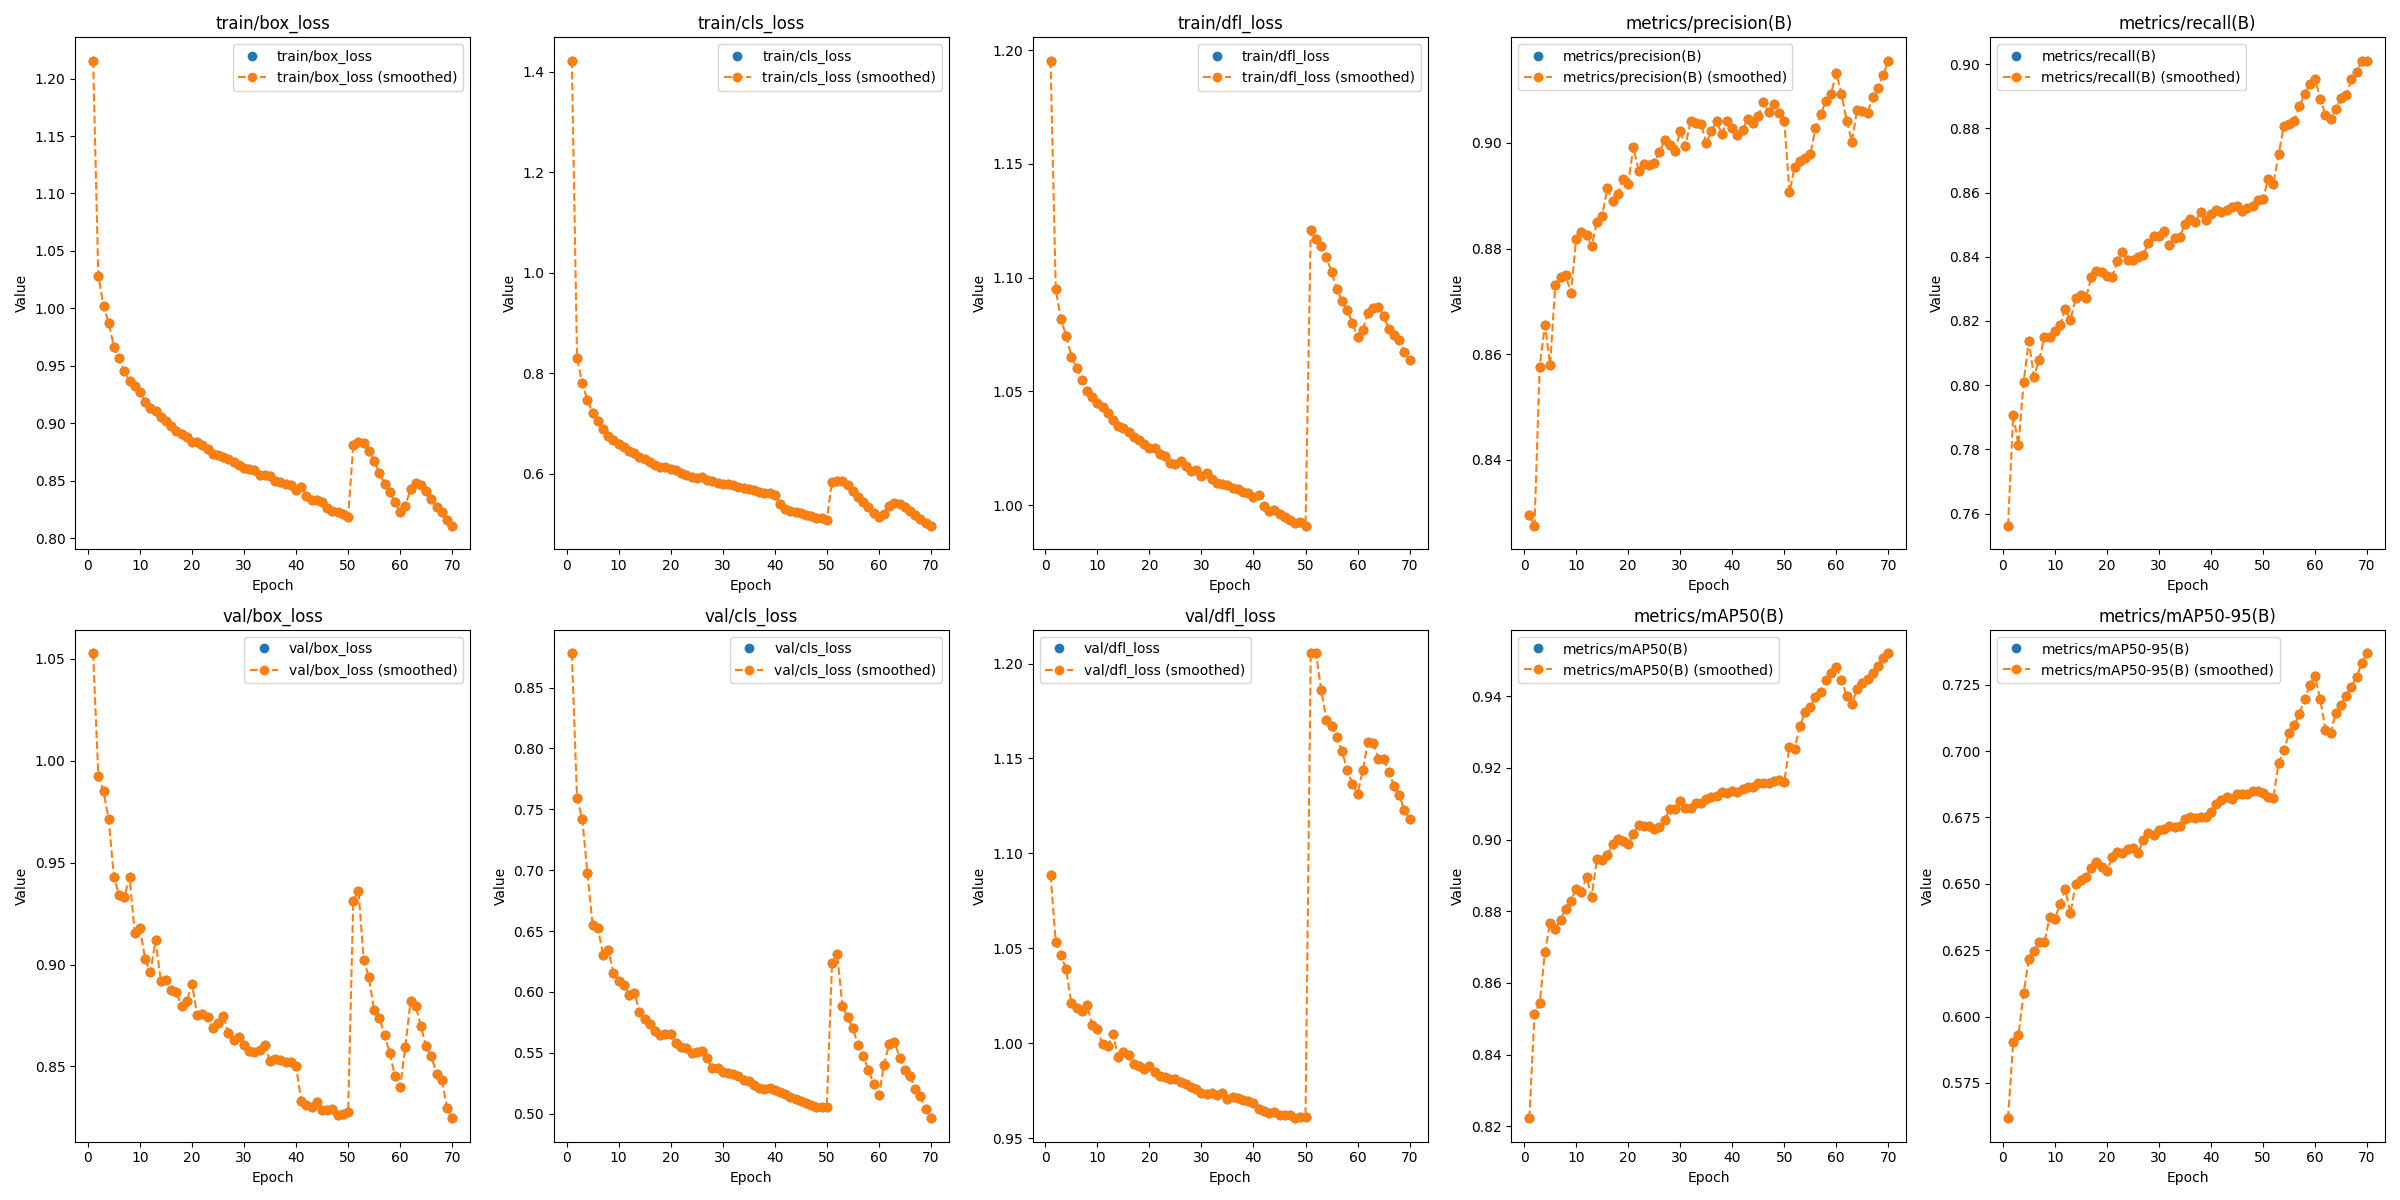 train/box_loss
train/box_loss
train/box_loss (smoothed)
1.20
1.15
1.10
1.05
1.00
0.95
0.90
0.85
0.80
Value
0 10 20 30 40 50 60 70
Epoch
train/cls_loss
train/cls_loss
train/cls_loss (smoothed)
1.4
1.2
1.0
0.8
0.6
Value
0 10 20 30 40 50 60 70
Epoch
train/dfl_loss
train/dfl_loss
train/dfl_loss (smoothed)
1.20
1.15
1.10
1.05
1.00
Value
0 10 20 30 40 50 60 70
Epoch
metrics/precision(B)
metrics/precision(B)
metrics/precision(B) (smoothed)
0.90
0.88
0.86
0.84
Value
0 10 20 30 40 50 60 70
Epoch
metrics/recall(B)
metrics/recall(B)
metrics/recall(B) (smoothed)
0.90
0.88
0.86
0.84
0.82
0.80
0.78
0.76
Value
0 10 20 30 40 50 60 70
Epoch
val/box_loss
val/box_loss
val/box_loss (smoothed)
1.05
1.00
0.95
0.90
0.85
Value
0 10 20 30 40 50 60 70
Epoch
val/cls_loss
val/cls_loss
val/cls_loss (smoothed)
0.85
0.80
0.75
0.70
0.65
0.60
0.55
0.50
Value
0 10 20 30 40 50 60 70
Epoch
val/dfl_loss
val/dfl_loss
val/dfl_loss (smoothed)
1.20
1.15
1.10
1.05
1.00
0.95
Value
0 10 20 30 40 50 60 70
Epoch
metrics/mAP50(B)
metrics/mAP50(B)
metrics/mAP50(B) (smoothed)
0.94
0.92
0.90
0.88
0.86
0.84
0.82
Value
0 10 20 30 40 50 60 70
Epoch
metrics/mAP50-95(B)
metrics/mAP50-95(B)
metrics/mAP50-95(B) (smoothed)
0.725
0.700
0.675
0.650
0.625
0.600
0.575
Value
0 10 20 30 40 50 60 70
Epoch